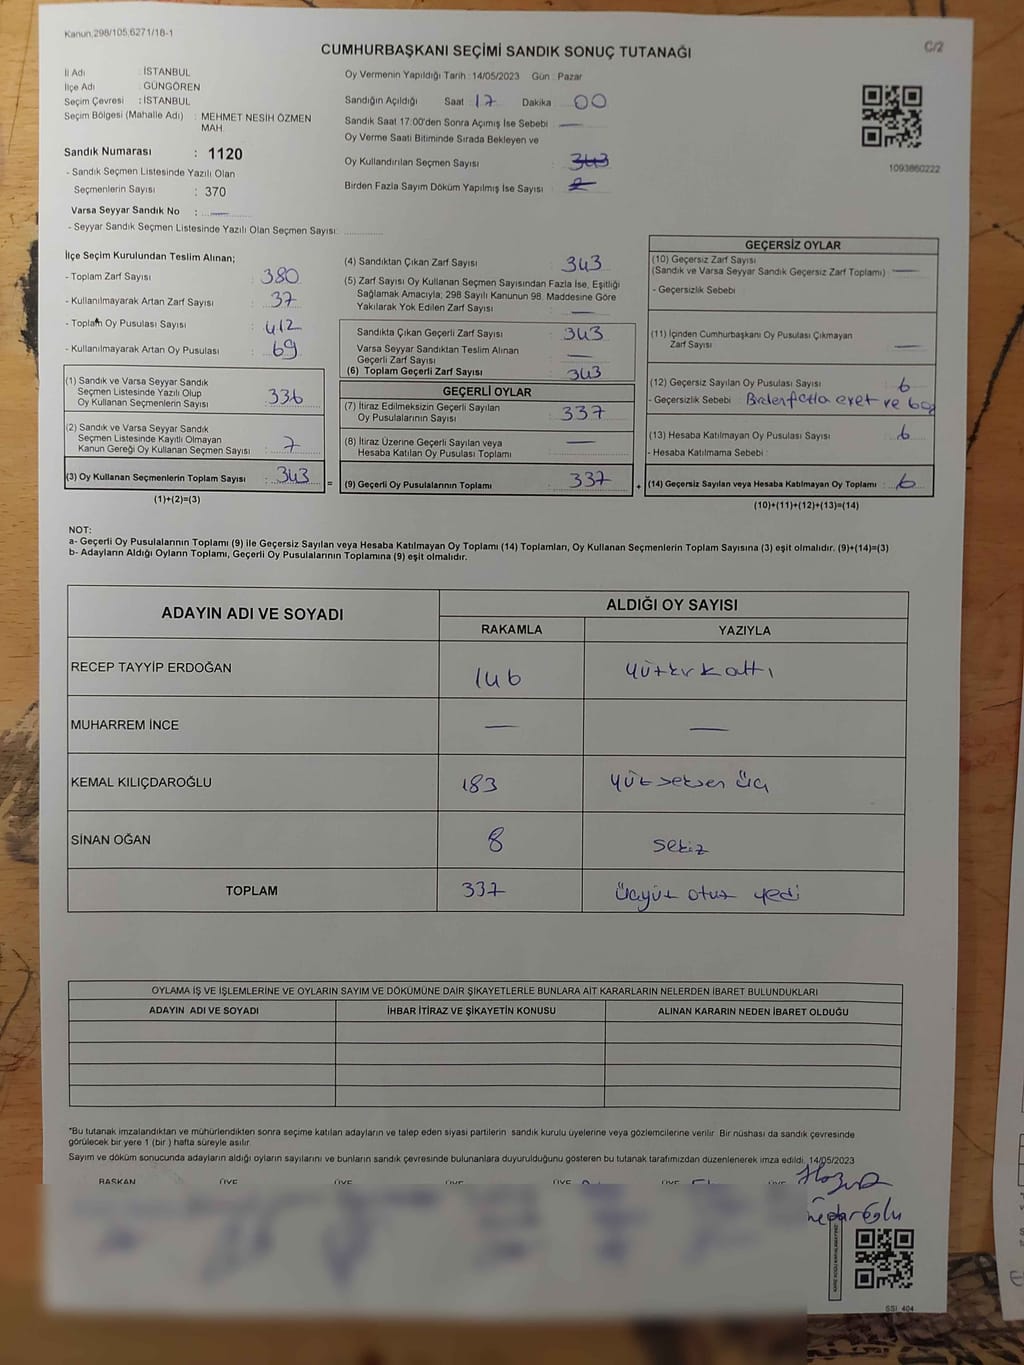 Kanun,298/105,6271/18-1
C/2
CUMHURBAŞKANI SEÇİMİ SANDIK SONUÇ TUTANAĞI
İl Adı : İSTANBUL
İlçe Adı : GÜNGÖREN
Seçim Çevresi : İSTANBUL
Seçim Bölgesi (Mahalle Adı) : MEHMET NESİH ÖZMEN
MAH.
Sandık Numarası : 1120
- Sandık Seçmen Listesinde Yazılı Olan
Seçmenlerin Sayısı : 370
Varsa Seyyar Sandık No : —
- Seyyar Sandık Seçmen Listesinde Yazılı Olan Seçmen Sayısı:
Oy Vermenin Yapıldığı Tarih : 14/05/2023 Gün : Pazar
Sandığın Açıldığı Saat 17 Dakika 00
Sandık Saat 17:00'den Sonra Açımış İse Sebebi : —
Oy Verme Saati Bitiminde Sırada Bekleyen ve
Oy Kullandırılan Seçmen Sayısı : 343
Birden Fazla Sayım Döküm Yapılmış İse Sayısı : 2
1093860222
İlçe Seçim Kurulundan Teslim Alınan;
- Toplam Zarf Sayısı : 380
- Kullanılmayarak Artan Zarf Sayısı : 37
- Toplam Oy Pusulası Sayısı : 412
- Kullanılmayarak Artan Oy Pusulası : 69
(1) Sandık ve Varsa Seyyar Sandık
Seçmen Listesinde Yazılı Olup
Oy Kullanan Seçmenlerin Sayısı : 336
(2) Sandık ve Varsa Seyyar Sandık
Seçmen Listesinde Kayıtlı Olmayan
Kanun Gereği Oy Kullanan Seçmen Sayısı : 7
(3) Oy Kullanan Seçmenlerin Toplam Sayısı : 343
(1)+(2)=(3)
(4) Sandıktan Çıkan Zarf Sayısı : 343
(5) Zarf Sayısı Oy Kullanan Seçmen Sayısından Fazla İse, Eşitliği
Sağlamak Amacıyla; 298 Sayılı Kanunun 98. Maddesine Göre
Yakılarak Yok Edilen Zarf Sayısı : —
Sandıkta Çıkan Geçerli Zarf Sayısı : 343
Varsa Seyyar Sandıktan Teslim Alınan
Geçerli Zarf Sayısı : —
(6) Toplam Geçerli Zarf Sayısı : 343
GEÇERLİ OYLAR
(7) İtiraz Edilmeksizin Geçerli Sayılan
Oy Pusulalarının Sayısı : 337
(8) İtiraz Üzerine Geçerli Sayılan veya
Hesaba Katılan Oy Pusulası Toplamı : —
= (9) Geçerli Oy Pusulalarının Toplamı : 337 +
GEÇERSİZ OYLAR
(10) Geçersiz Zarf Sayısı
(Sandık ve Varsa Seyyar Sandık Geçersiz Zarf Toplamı) : —
- Geçersizlik Sebebi :
(11) İçinden Cumhurbaşkanı Oy Pusulası Çıkmayan
Zarf Sayısı : —
(12) Geçersiz Sayılan Oy Pusulası Sayısı : 6
- Geçersizlik Sebebi : evet ve
(13) Hesaba Katılmayan Oy Pusulası Sayısı : 6
- Hesaba Katılmama Sebebi :
(14) Geçersiz Sayılan veya Hesaba Katılmayan Oy Toplamı : 6
(10)+(11)+(12)+(13)=(14)
NOT:
a- Geçerli Oy Pusulalarının Toplamı (9) ile Geçersiz Sayılan veya Hesaba Katılmayan Oy Toplamı (14) Toplamları, Oy Kullanan Seçmenlerin Toplam Sayısına (3) eşit olmalıdır. (9)+(14)=(3)
b- Adayların Aldığı Oyların Toplamı, Geçerli Oy Pusulalarının Toplamına (9) eşit olmalıdır.
ADAYIN ADI VE SOYADI
ALDIĞI OY SAYISI
RAKAMLA YAZIYLA
RECEP TAYYİP ERDOĞAN 146 yüzkırkaltı
MUHARREM İNCE — —
KEMAL KILIÇDAROĞLU 183 yüzseksen üç
SİNAN OĞAN 8 sekiz
TOPLAM 337 üçyüz otuz yedi
OYLAMA İŞ VE İŞLEMLERİNE VE OYLARIN SAYIM VE DÖKÜMÜNE DAİR ŞİKAYETLERLE BUNLARA AİT KARARLARIN NELERDEN İBARET BULUNDUKLARI
ADAYIN ADI VE SOYADI İHBAR İTİRAZ VE ŞİKAYETİN KONUSU ALINAN KARARIN NEDEN İBARET OLDUĞU
"Bu tutanak imzalandıktan ve mühürlendikten sonra seçime katılan adayların ve talep eden siyasi partilerin sandık kurulu üyelerine veya gözlemcilerine verilir. Bir nüshası da sandık çevresinde
görülecek bir yere 1 (bir ) hafta süreyle asılır.
Sayım ve döküm sonucunda adayların aldığı oyların sayılarını ve bunların sandık çevresinde bulunanlara duyurulduğunu gösteren bu tutanak tarafımızdan düzenlenerek imza edildi. 14/05/2023
BAŞKAN ÜYE ÜYE ÜYE ÜYE ÜYE
SSI_404